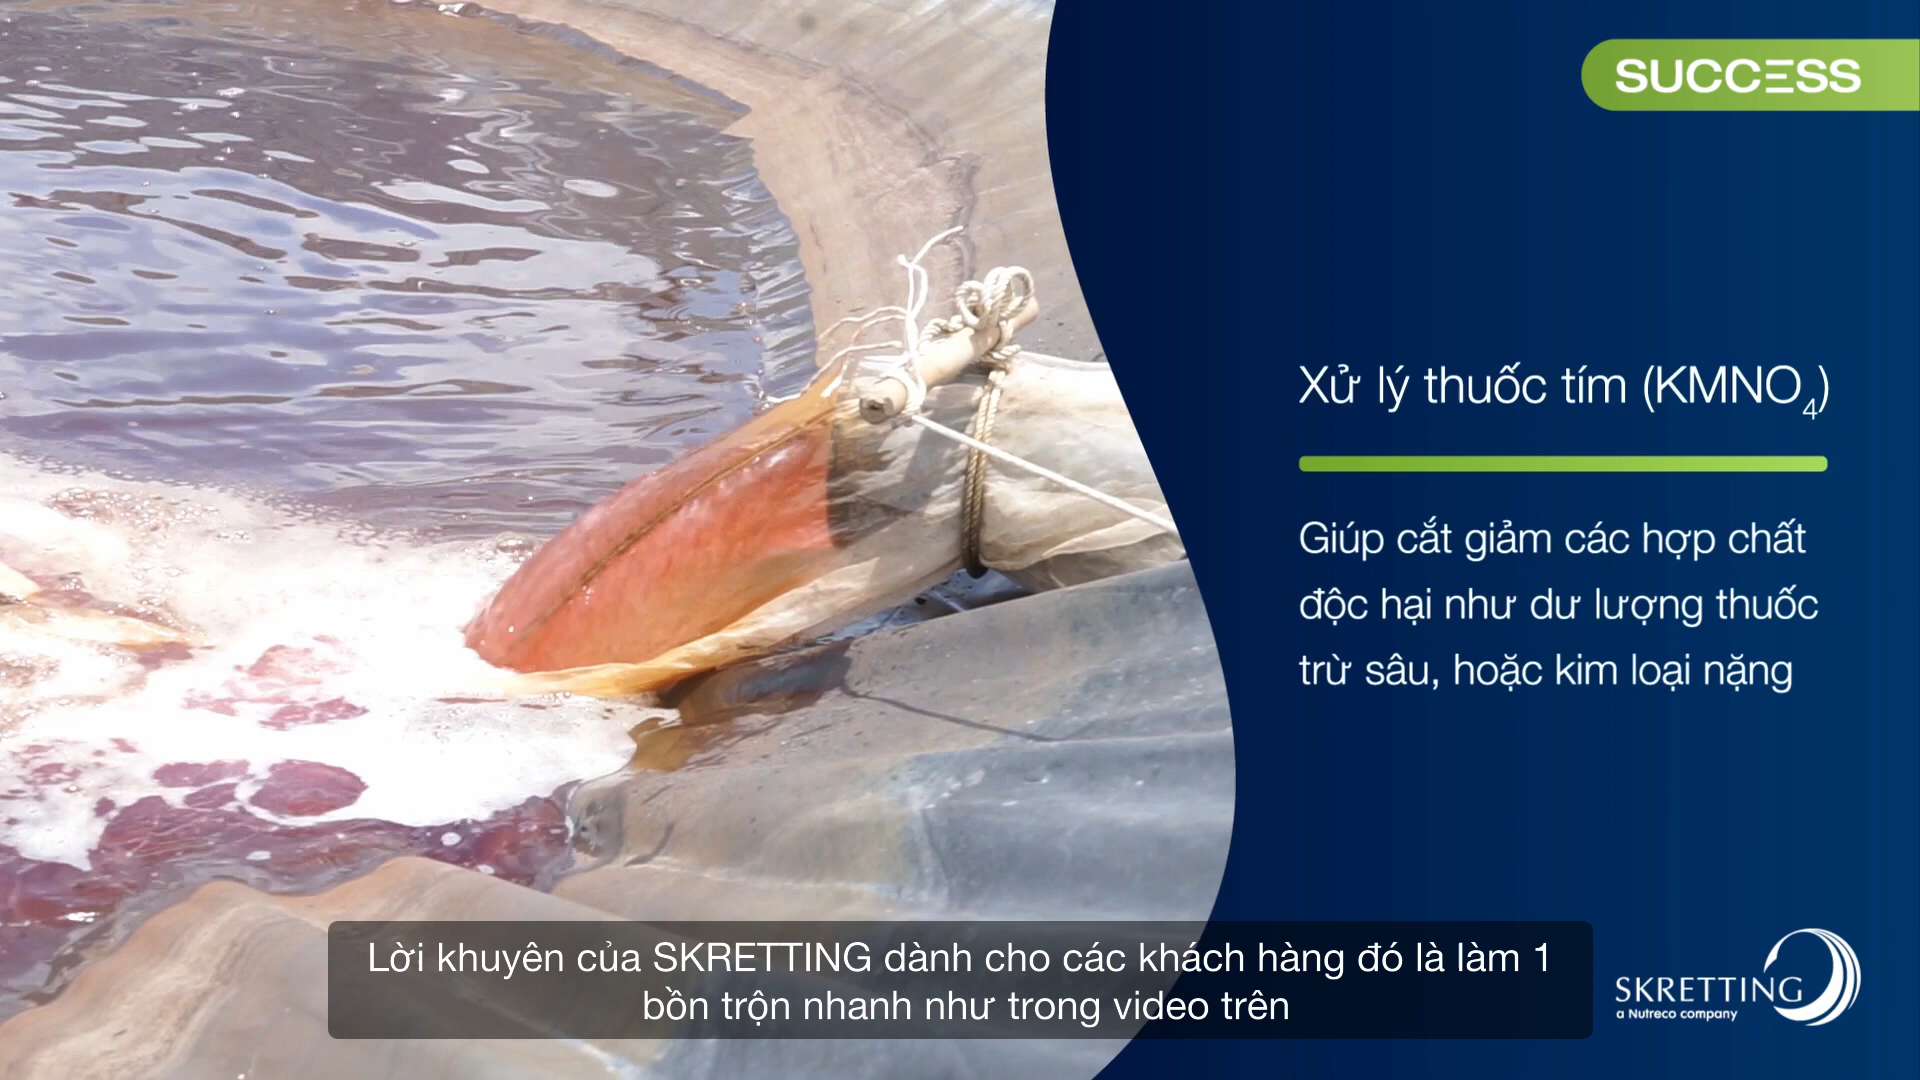 SUCCESS
Xử lý thuốc tím (KMNO₄)
Giúp cắt giảm các hợp chất
độc hại như dư lượng thuốc
trừ sâu, hoặc kim loại nặng
Lời khuyên của SKRETTING dành cho các khách hàng đó là làm 1
bồn trộn nhanh như trong video trên
SKRETTING
a Nutreco company